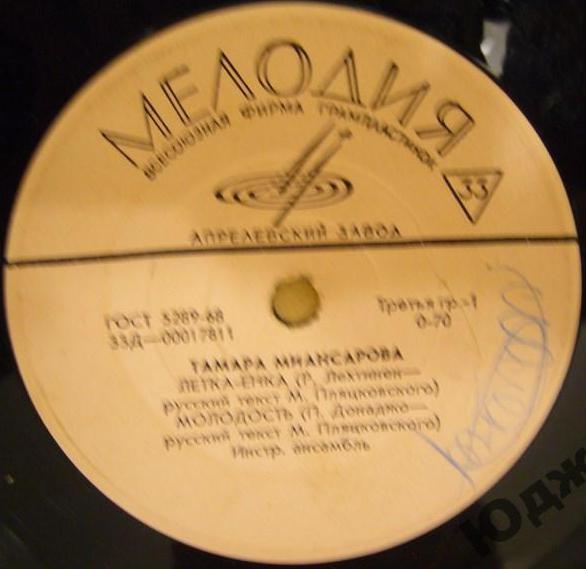 МЕЛОДИЯ
ВСЕСОЮЗНАЯ ФИРМА ГРАМПЛАСТИНОК
33
АПРЕЛЕВСКИЙ ЗАВОД
ГОСТ 5289-68
Третья гр.-1
33Д—00017811
0-70
ТАМАРА МИАНСАРОВА
ЛЕТКА-ЕНКА (Р. Лехтинен—
русский текст М. Пляцковского)
МОЛОДОСТЬ (П. Донаджо—
русский текст М. Пляцковского)
Инстр. ансамбль